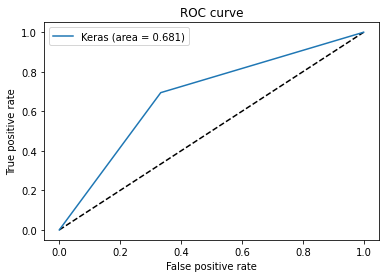 ROC curve
Keras (area = 0.681)
True positive rate
1.0
0.8
0.6
0.4
0.2
0.0
0.0 0.2 0.4 0.6 0.8 1.0
False positive rate